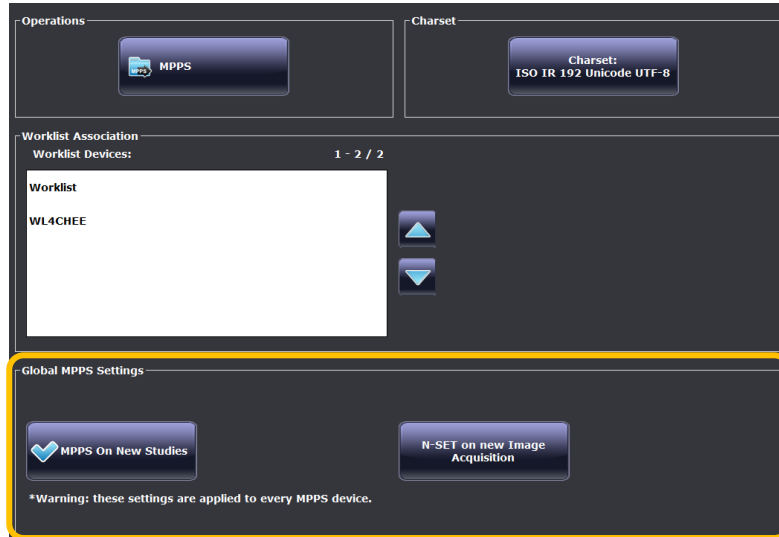 Operations
MPPS
MPPS
Charset
Charset:
ISO IR 192 Unicode UTF-8
Worklist Association
Worklist Devices: 1 - 2 / 2
Worklist
WL4CHEE
Global MPPS Settings
MPPS On New Studies
N-SET on new Image
Acquisition
*Warning: these settings are applied to every MPPS device.